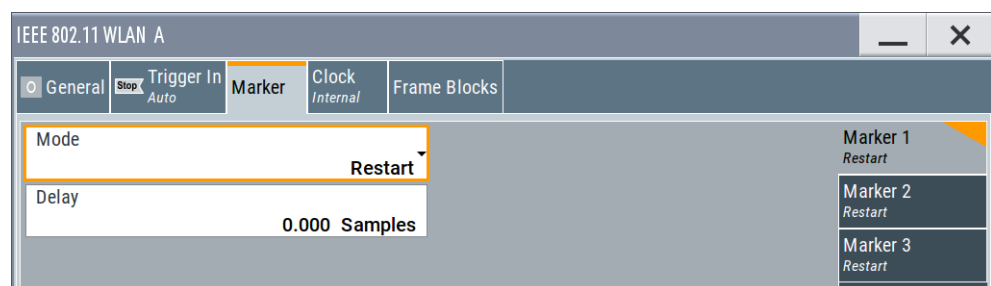 IEEE 802.11 WLAN A
O General
Stop Trigger In
Auto
Marker
Clock
Internal
Frame Blocks
Mode
Restart
Delay
0.000 Samples
Marker 1
Restart
Marker 2
Restart
Marker 3
Restart